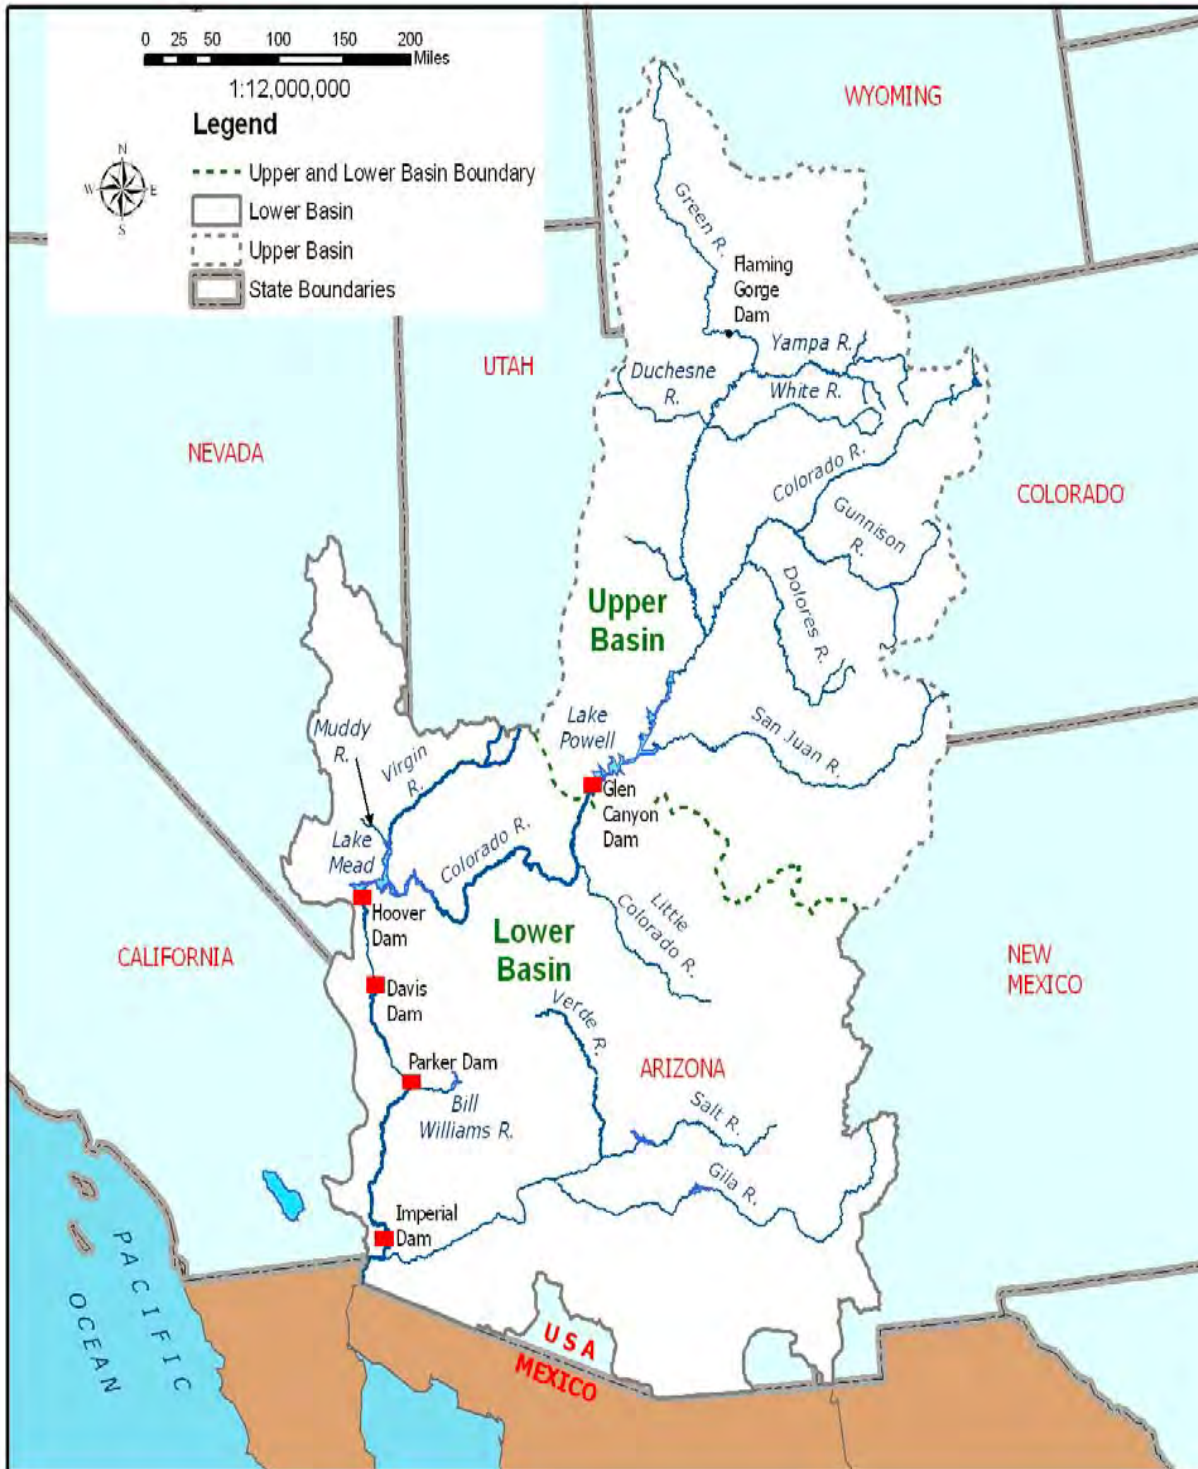 0 25 50 100 150 200
Miles
1:12,000,000
Legend
Upper and Lower Basin Boundary
Lower Basin
Upper Basin
State Boundaries
N
W E
S
WYOMING
Green R.
Flaming
Gorge
Dam
UTAH
Yampa R.
Duchesne
R.
White R.
NEVADA
Colorado R.
COLORADO
Gunnison
R.
Dolores R.
Upper
Basin
Lake
Powell
San Juan R.
Muddy
R.
Virgin
R.
Glen
Canyon
Dam
Lake
Mead
Colorado R.
Hoover
Dam
Little
Colorado R.
Lower
Basin
CALIFORNIA
NEW
MEXICO
Davis
Dam
Verde R.
Parker Dam
ARIZONA
Bill
Williams R.
Salt R.
Gila R.
Imperial
Dam
PACIFIC
OCEAN
USA
MEXICO